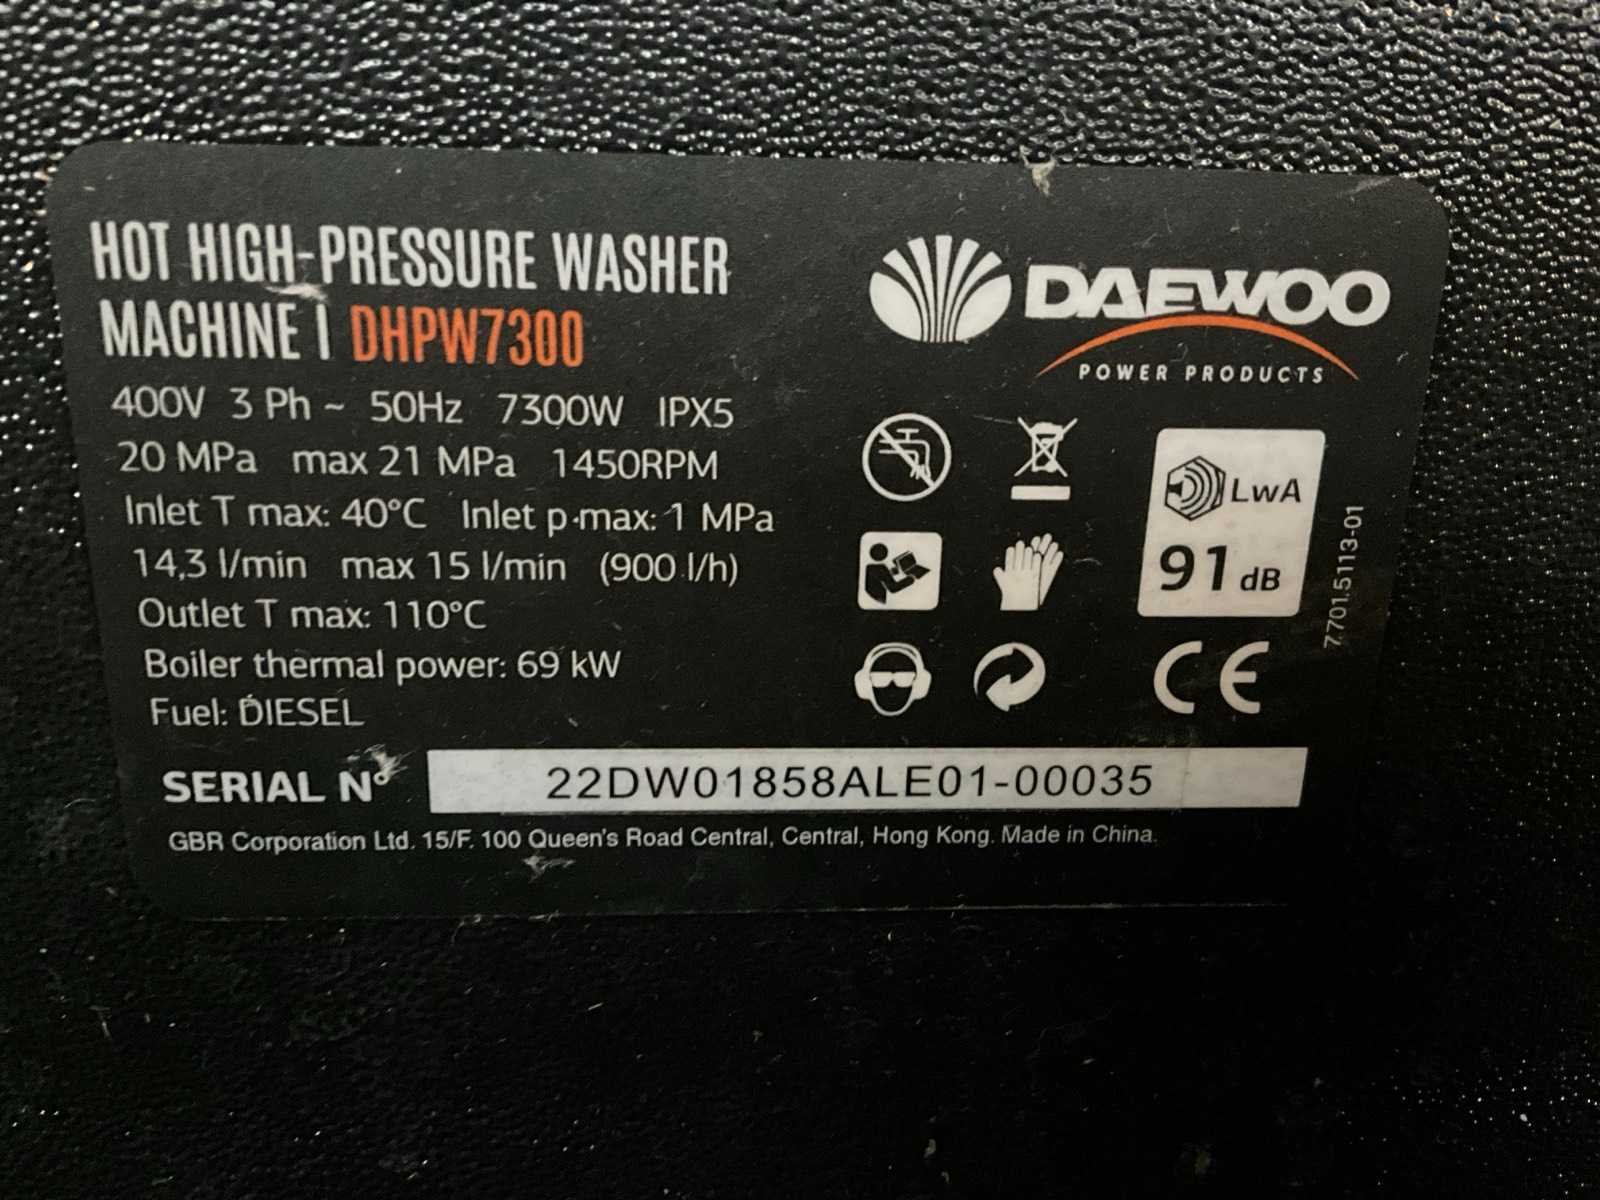 HOT HIGH-PRESSURE WASHER
MACHINE I DHPW7300
400V 3 Ph ~ 50Hz 7300W IPX5
20 MPa max 21 MPa 1450RPM
Inlet T max: 40°C Inlet p.max: 1 MPa
14,3 l/min max 15 l/min (900 l/h)
Outlet T max: 110°C
Boiler thermal power: 69 kW
Fuel: DIESEL
DAEWOO
POWER PRODUCTS
LwA
91 dB
7.701.5113-01
CE
SERIAL N° 22DW01858ALE01-00035
GBR Corporation Ltd. 15/F. 100 Queen's Road Central, Central, Hong Kong. Made in China.